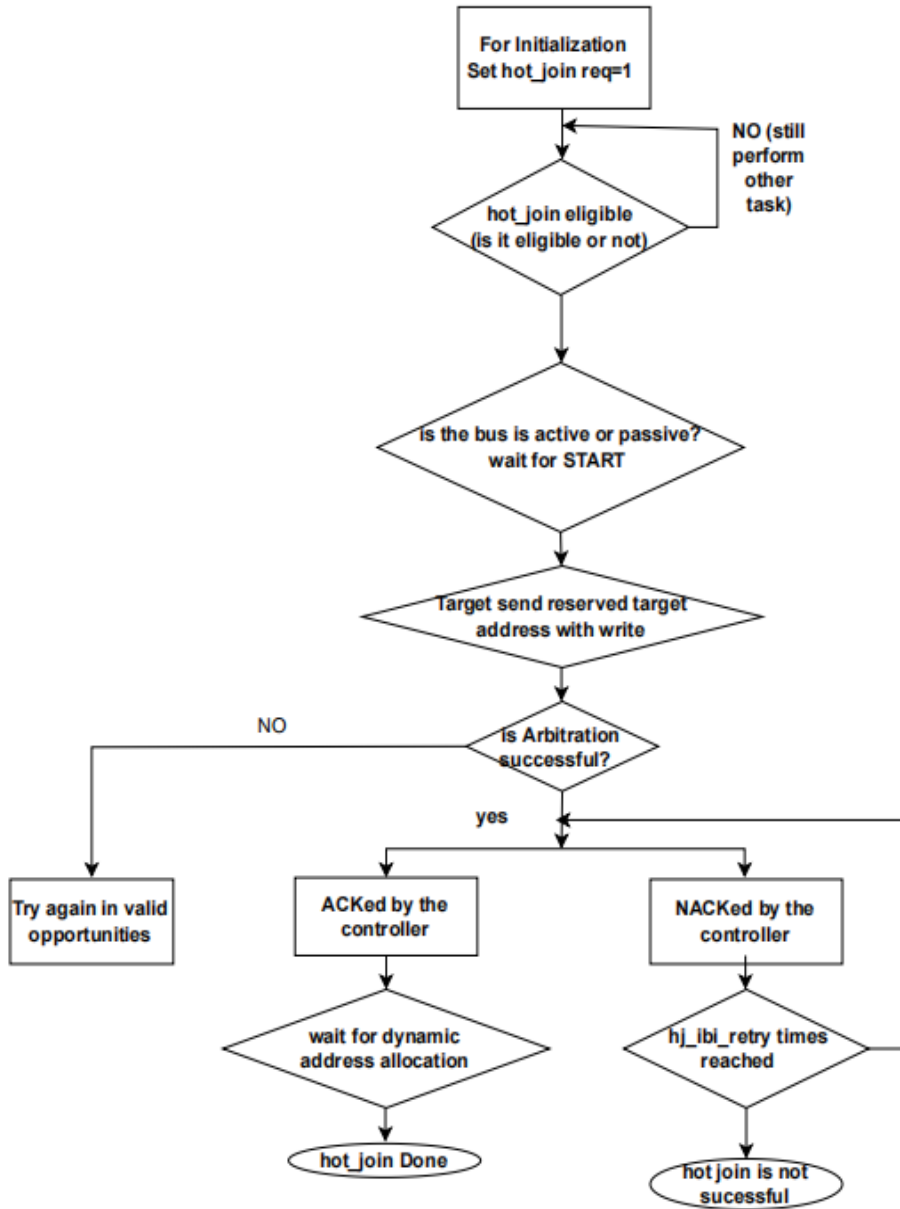 For Initialization
Set hot_join req=1
NO (still
perform
other
task)
hot_join eligible
(is it eligible or not)
is the bus is active or passive?
wait for START
Target send reserved target
address with write
NO
is Arbitration
successful?
yes
Try again in valid
opportunities
ACKed by the
controller
NACKed by the
controller
wait for dynamic
address allocation
hj_ibi_retry times
reached
hot_join Done
hot join is not
sucessful